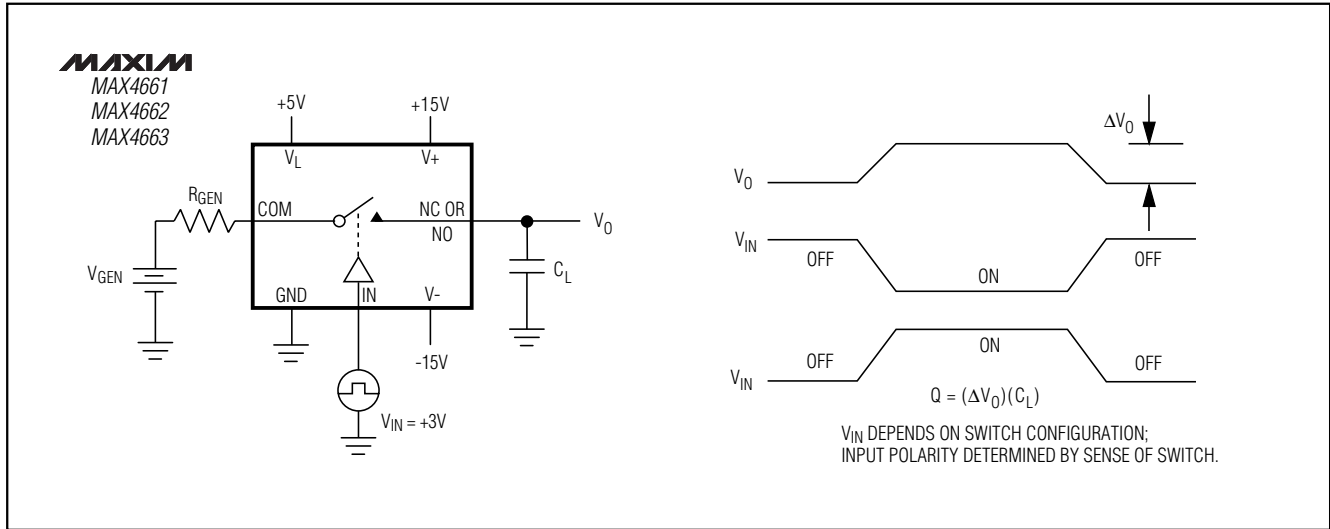 MAXIM
MAX4661
MAX4662
MAX4663
+5V
+15V
VL
V+
RGEN
COM
NC OR
NO
VO
VGEN
CL
GND
IN
V-
-15V
VIN = +3V
ΔVO
VO
VIN
OFF
ON
OFF
VIN
OFF
ON
OFF
Q = (ΔVO)(CL)
VIN DEPENDS ON SWITCH CONFIGURATION;
INPUT POLARITY DETERMINED BY SENSE OF SWITCH.